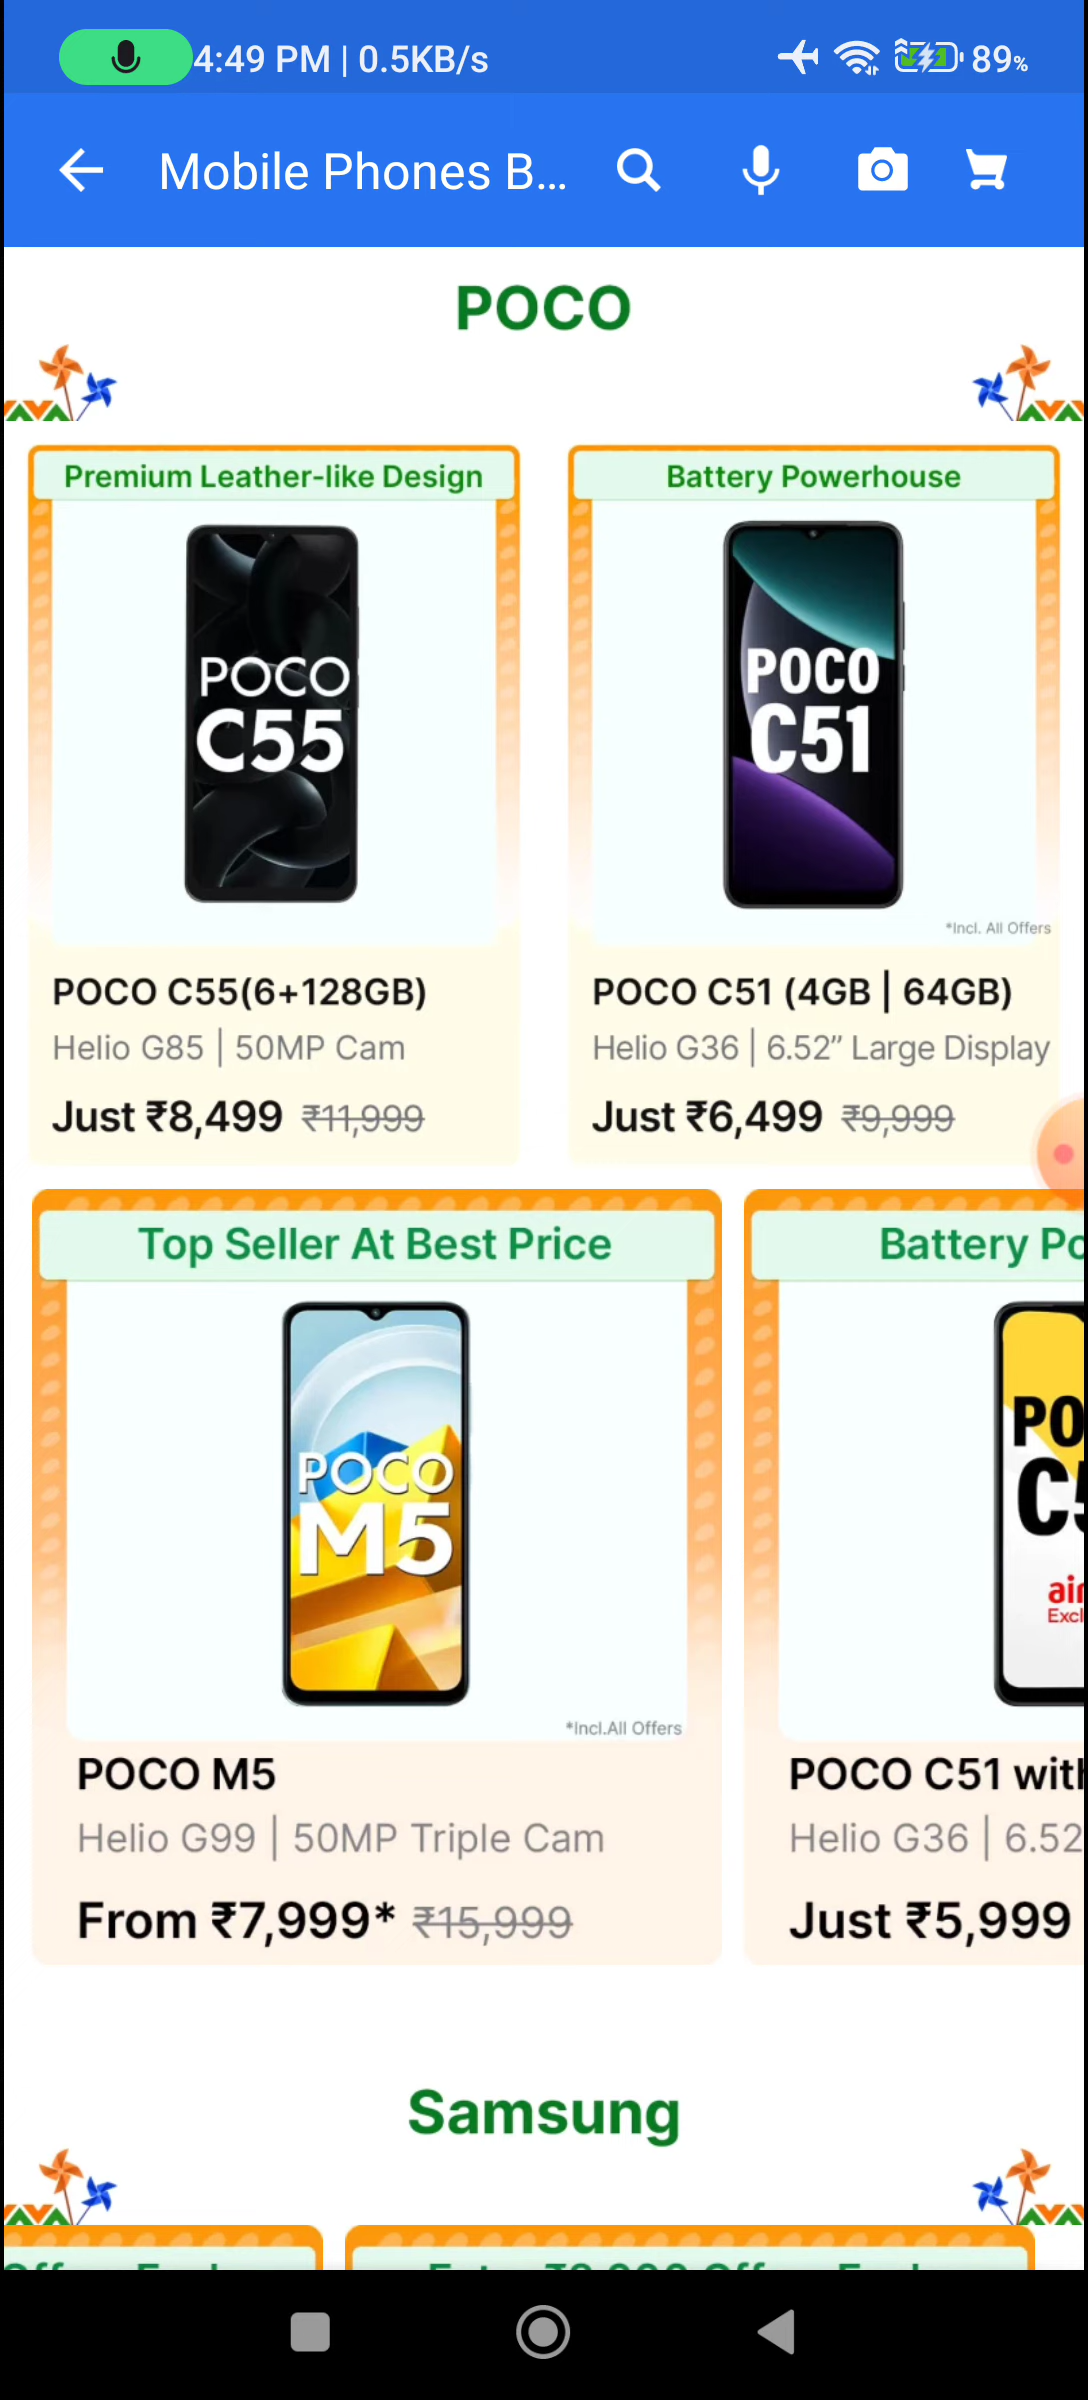 4:49 PM | 0.5KB/s 89%
Mobile Phones B...
POCO
Premium Leather-like Design
POCO
C55
POCO C55(6+128GB)
Helio G85 | 50MP Cam
Just ₹8,499 ₹11,999
Battery Powerhouse
POCO
C51
*Incl. All Offers
POCO C51 (4GB | 64GB)
Helio G36 | 6.52” Large Display
Just ₹6,499 ₹9,999
Top Seller At Best Price
POCO
M5
*Incl.All Offers
POCO M5
Helio G99 | 50MP Triple Cam
From ₹7,999* ₹15,999
Battery
POCO C51
Helio G36 | 6.52
Just ₹5,999
Samsung